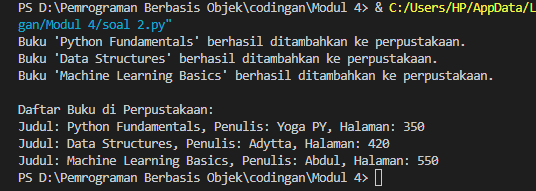 PS D:\Pemrograman Berbasis Objek\codingan\Modul 4> & C:/Users/HP/AppData/L
gan/Modul 4/soal 2.py"
Buku 'Python Fundamentals' berhasil ditambahkan ke perpustakaan.
Buku 'Data Structures' berhasil ditambahkan ke perpustakaan.
Buku 'Machine Learning Basics' berhasil ditambahkan ke perpustakaan.

Daftar Buku di Perpustakaan:
Judul: Python Fundamentals, Penulis: Yoga PY, Halaman: 350
Judul: Data Structures, Penulis: Adytta, Halaman: 420
Judul: Machine Learning Basics, Penulis: Abdul, Halaman: 550
PS D:\Pemrograman Berbasis Objek\codingan\Modul 4>